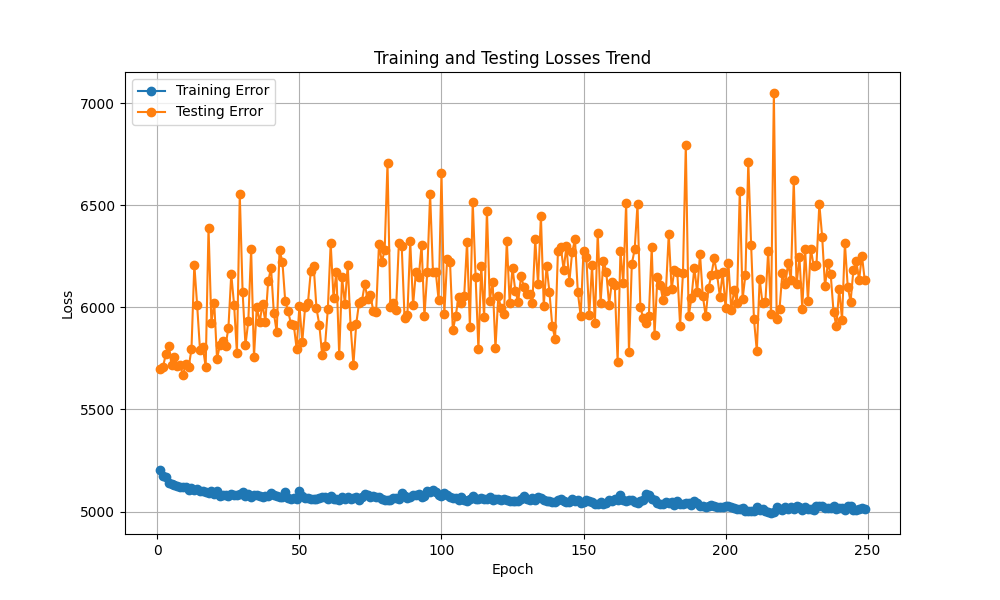 Training and Testing Losses Trend
Training Error
Testing Error
7000
6500
6000
5500
5000
Loss
0 50 100 150 200 250
Epoch